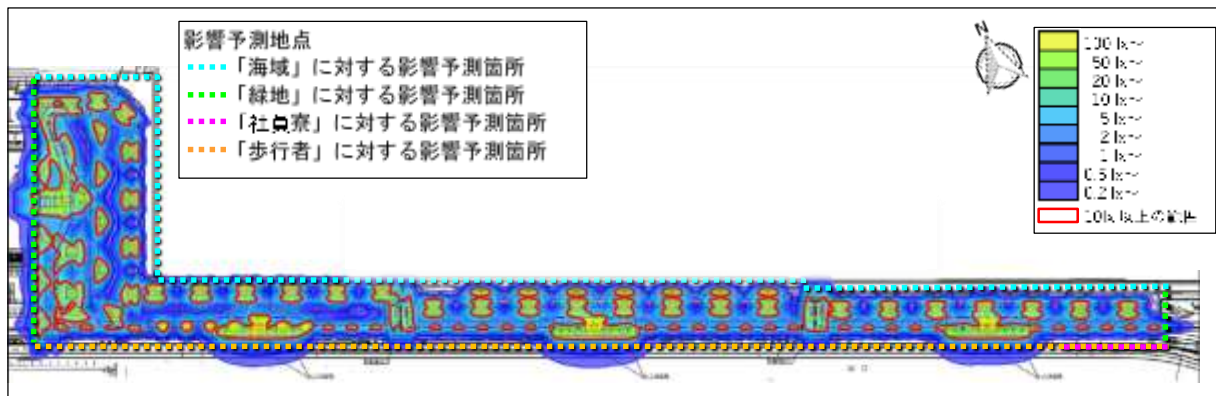 影響予測地点
「海域」に対する影響予測箇所
「緑地」に対する影響予測箇所
「社員寮」に対する影響予測箇所
「歩行者」に対する影響予測箇所
N
100 lx～
50 lx～
20 lx～
10 lx～
5 lx～
2 lx～
1 lx～
0.5 lx～
0.2 lx～
10lx以上の範囲